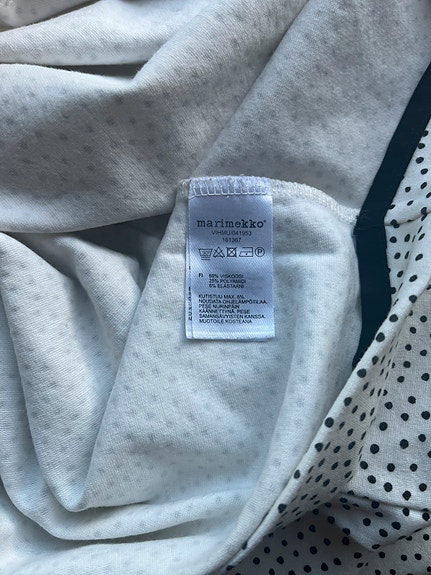 marimekko®
VIHMU/041953
161367
FI 69% VISKOOSI
25% POLYAMIDI
6% ELASTAANI
KUTISTUU MAX. 6%
NOUDATA OHJELÄMPÖTILAA,
PESE NURINPÄIN
KÄÄNNETTYNÄ. PESE
SAMANSÄVYISTEN KANSSA.
MUOTOILE KOSTEANA.